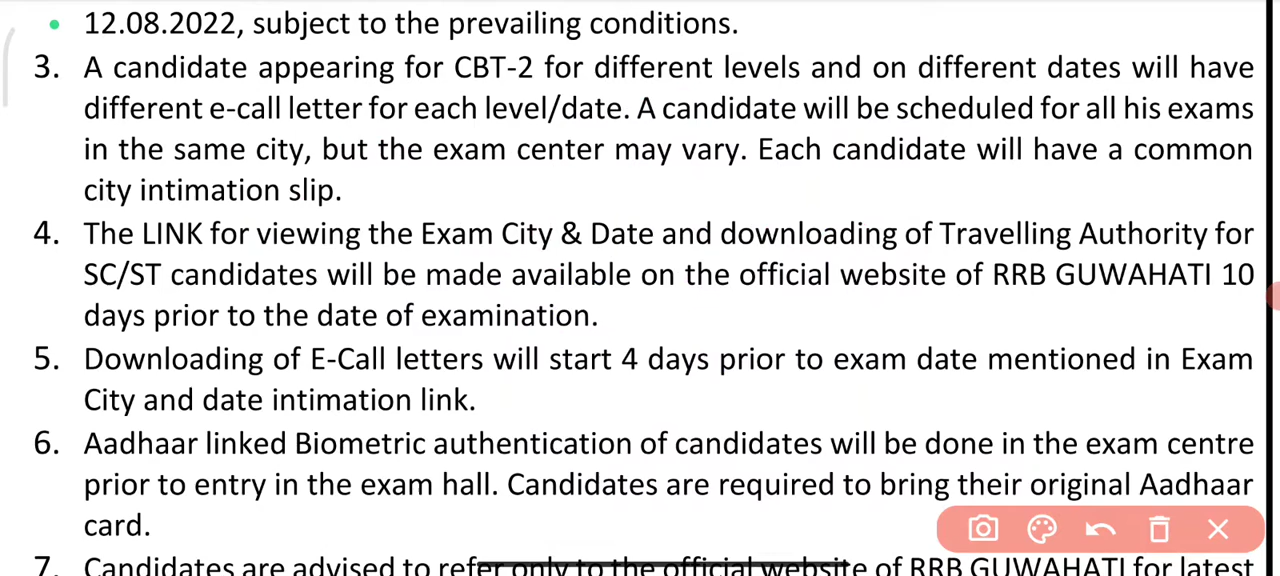 • 12.08.2022, subject to the prevailing conditions.
3. A candidate appearing for CBT-2 for different levels and on different dates will have
different e-call letter for each level/date. A candidate will be scheduled for all his exams
in the same city, but the exam center may vary. Each candidate will have a common
city intimation slip.
4. The LINK for viewing the Exam City & Date and downloading of Travelling Authority for
SC/ST candidates will be made available on the official website of RRB GUWAHATI 10
days prior to the date of examination.
5. Downloading of E-Call letters will start 4 days prior to exam date mentioned in Exam
City and date intimation link.
6. Aadhaar linked Biometric authentication of candidates will be done in the exam centre
prior to entry in the exam hall. Candidates are required to bring their original Aadhaar
card.
7. Candidates are advised to refer only to the official website of RRB GUWAHATI for latest